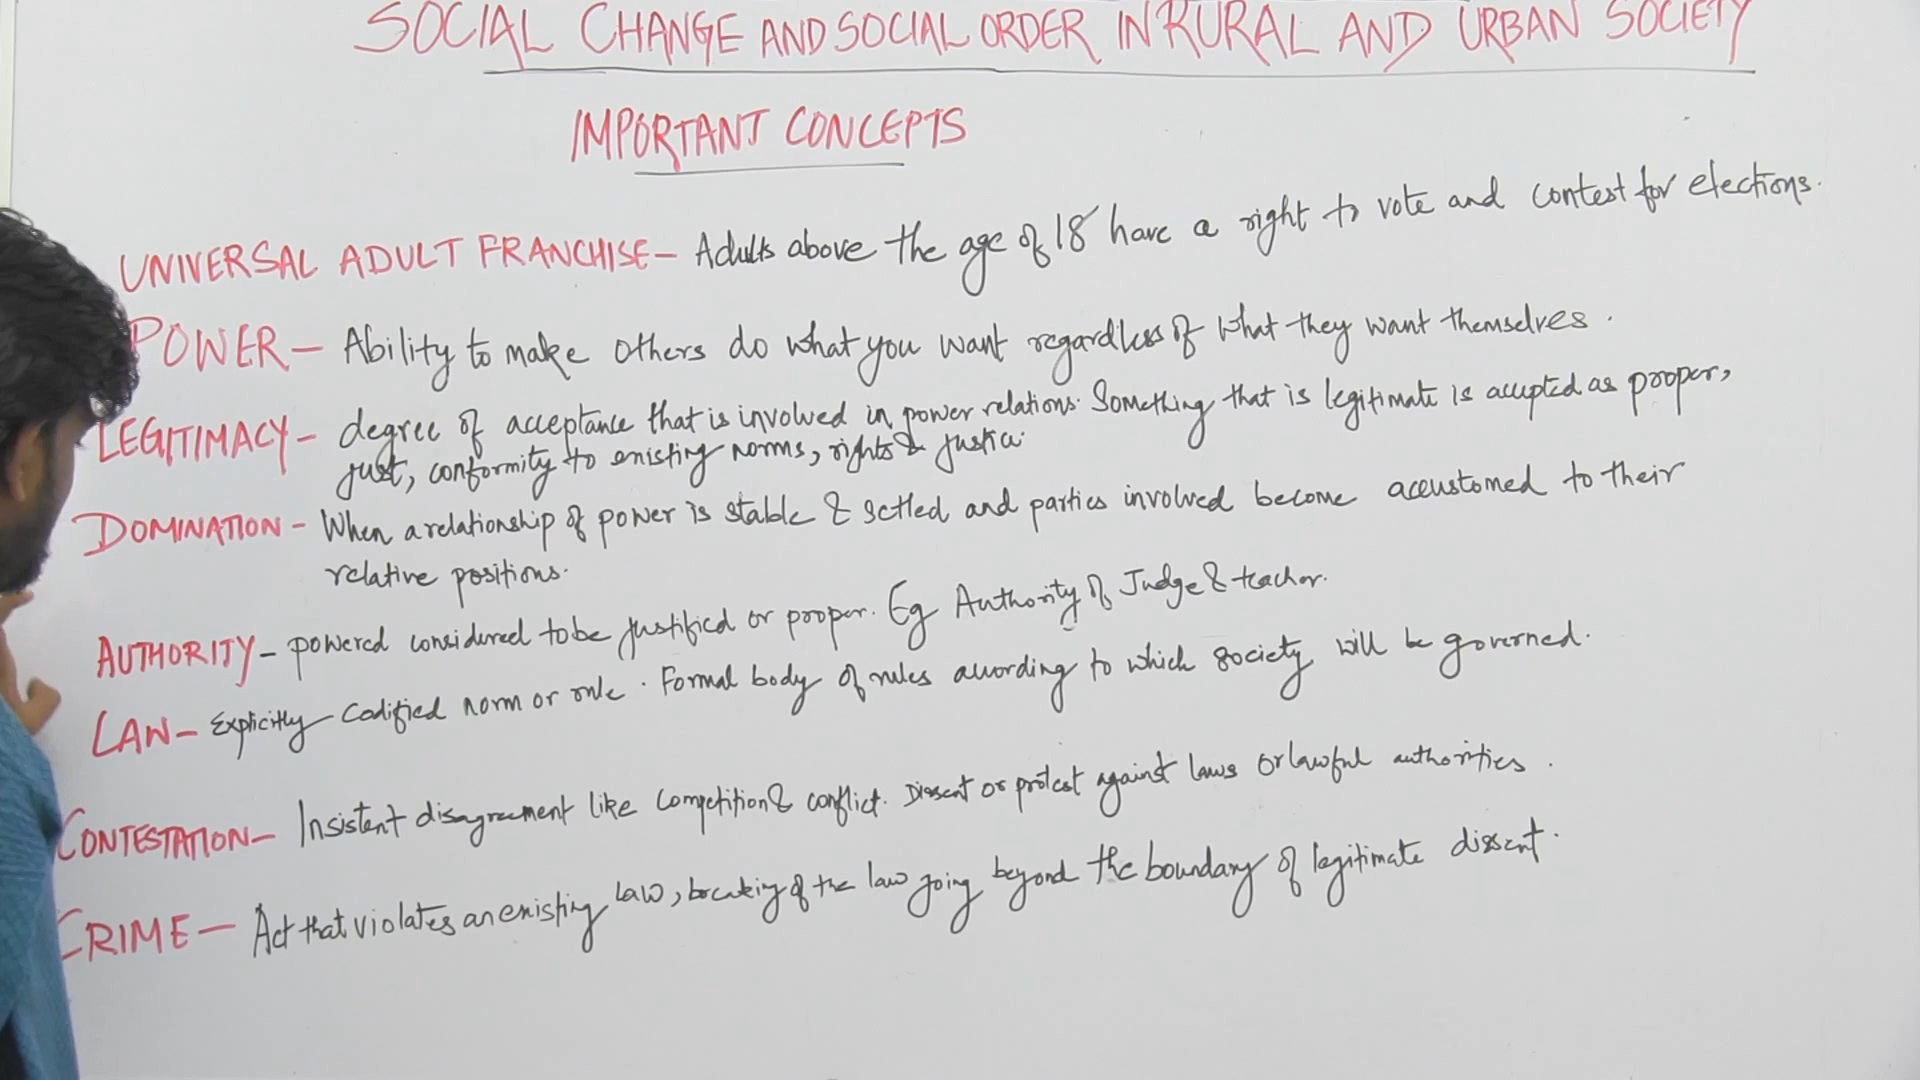 SOCIAL CHANGE AND SOCIAL ORDER IN RURAL AND URBAN SOCIETY
IMPORTANT CONCEPTS
UNIVERSAL ADULT FRANCHISE - Adults above the age of 18 have a right to vote and contest for elections.
POWER - Ability to make others do what you want regardless of what they want themselves.
LEGITIMACY - degree of acceptance that is involved in power relations. Something that is legitimate is accepted as proper,
just, conformity to existing norms, rights & justice.
DOMINATION - When a relationship of power is stable & settled and parties involved become accustomed to their
relative positions.
AUTHORITY - powered considered to be justified or proper. Eg Authority of Judge & teacher.
LAW - Explicitly codified norm or rule. Formal body of rules according to which society will be governed.
CONTESTATION - Insistent disagreement like competition & conflict. Dissent or protest against laws or lawful authorities.
CRIME - Act that violates an existing law, breaking of the law going beyond the boundary of legitimate dissent.